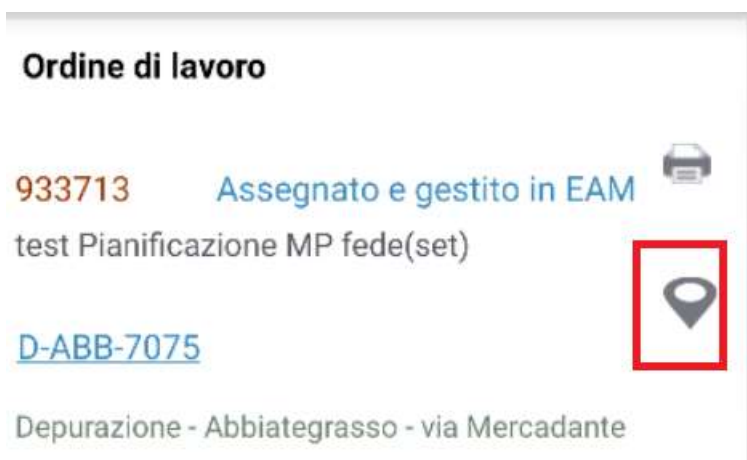 Ordine di lavoro
933713 Assegnato e gestito in EAM
test Pianificazione MP fede(set)
D-ABB-7075
Depurazione - Abbiategrasso - via Mercadante